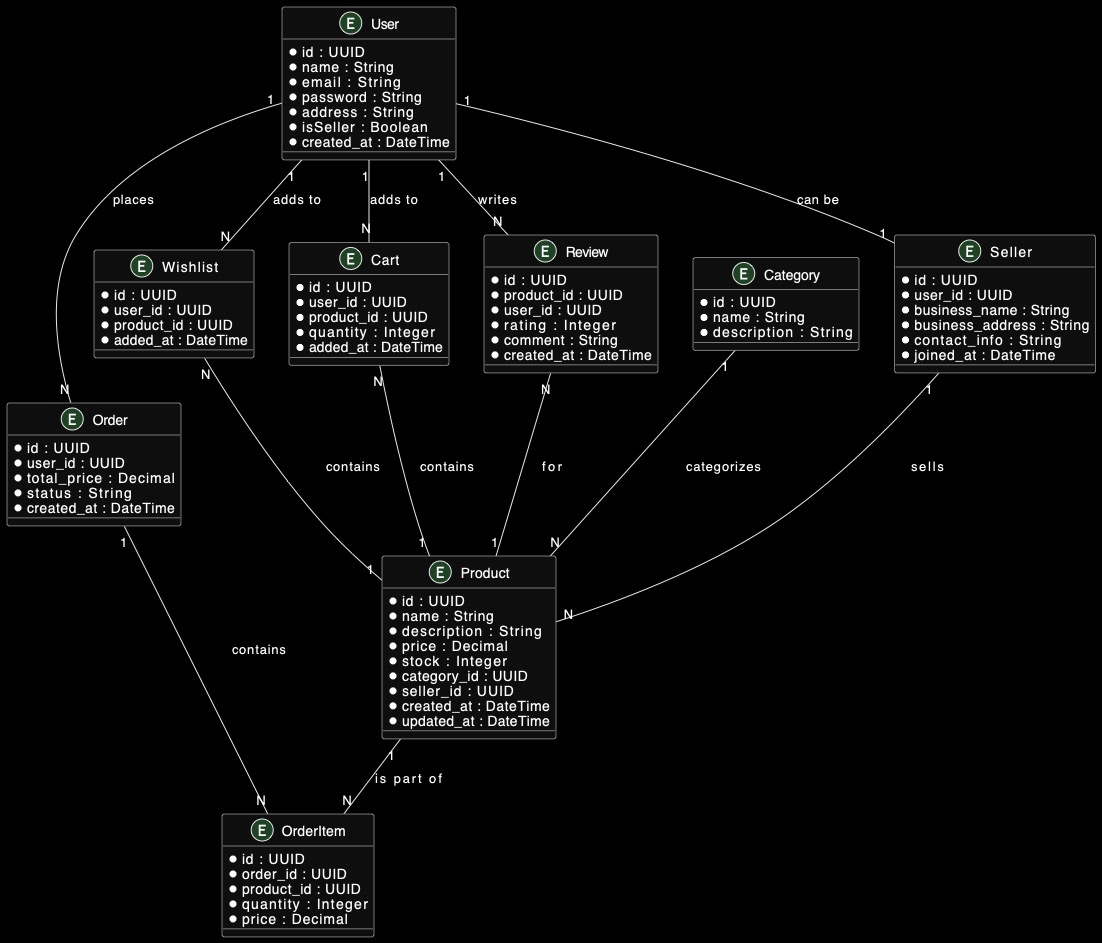 E User
id : UUID
name : String
email : String
password : String
address : String
isSeller : Boolean
created_at : DateTime
1
1
1
1
1
places
adds to
adds to
writes
can be
N
N
N
1
N
E Wishlist
id : UUID
user_id : UUID
product_id : UUID
added_at : DateTime
E Cart
id : UUID
user_id : UUID
product_id : UUID
quantity : Integer
added_at : DateTime
E Review
id : UUID
product_id : UUID
user_id : UUID
rating : Integer
comment : String
created_at : DateTime
E Category
id : UUID
name : String
description : String
E Seller
id : UUID
user_id : UUID
business_name : String
business_address : String
contact_info : String
joined_at : DateTime
N
N
N
1
1
E Order
id : UUID
user_id : UUID
total_price : Decimal
status : String
created_at : DateTime
contains
contains
for
categorizes
sells
1
1
1
1
N
N
E Product
id : UUID
name : String
description : String
price : Decimal
stock : Integer
category_id : UUID
seller_id : UUID
created_at : DateTime
updated_at : DateTime
contains
1
is part of
N
N
E OrderItem
id : UUID
order_id : UUID
product_id : UUID
quantity : Integer
price : Decimal